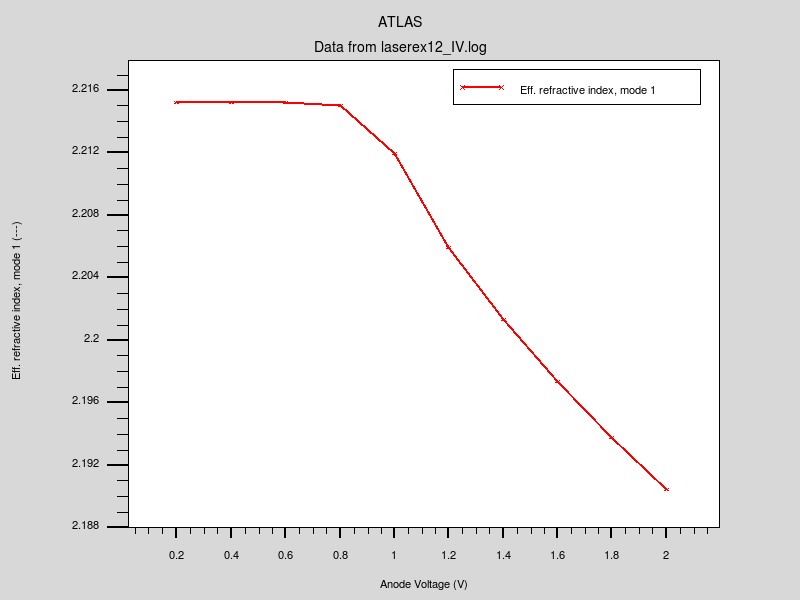 ATLAS
Data from laserex12_IV.log
Eff. refractive index, mode 1
2.216
2.212
2.208
2.204
2.2
2.196
2.192
2.188
Eff. refractive index, mode 1 (---)
0.2 0.4 0.6 0.8 1 1.2 1.4 1.6 1.8 2
Anode Voltage (V)